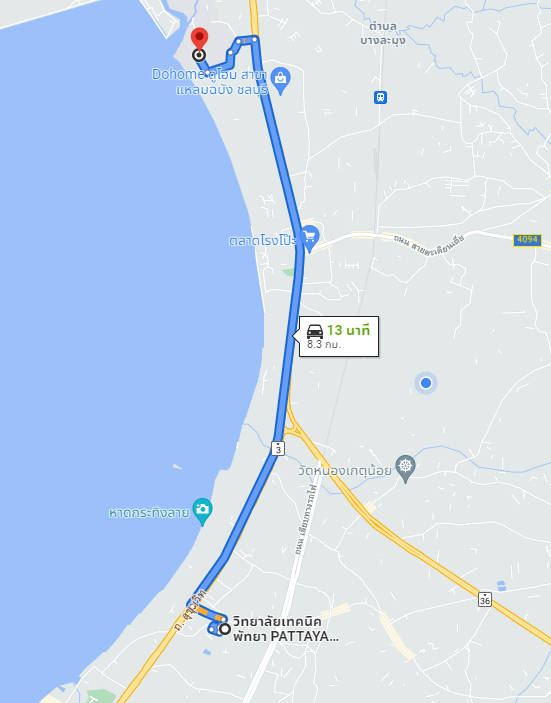 ตำบล
บางละมุง
Dohome ดูโฮม สาขา
แหลมฉบัง ชลบุรี
ตลาดโรงโป๊ะ
ถนน สายตะเคียนเตี้ย
4094
13 นาที
8.3 กม.
3
วัดหนองเกตุน้อย
หาดกระทิงลาย
ถนน เลียบทางรถไฟ
36
ถ. สุขุมวิท
วิทยาลัยเทคนิค
พัทยา PATTAYA...